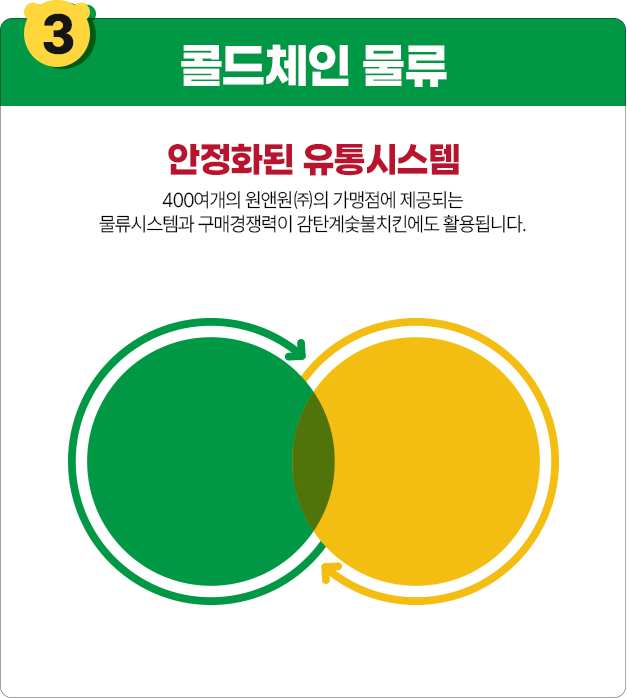 3
콜드체인 물류
안정화된 유통시스템
400여개의 원앤원㈜의 가맹점에 제공되는
물류시스템과 구매경쟁력이 감탄계숯불치킨에도 활용됩니다.